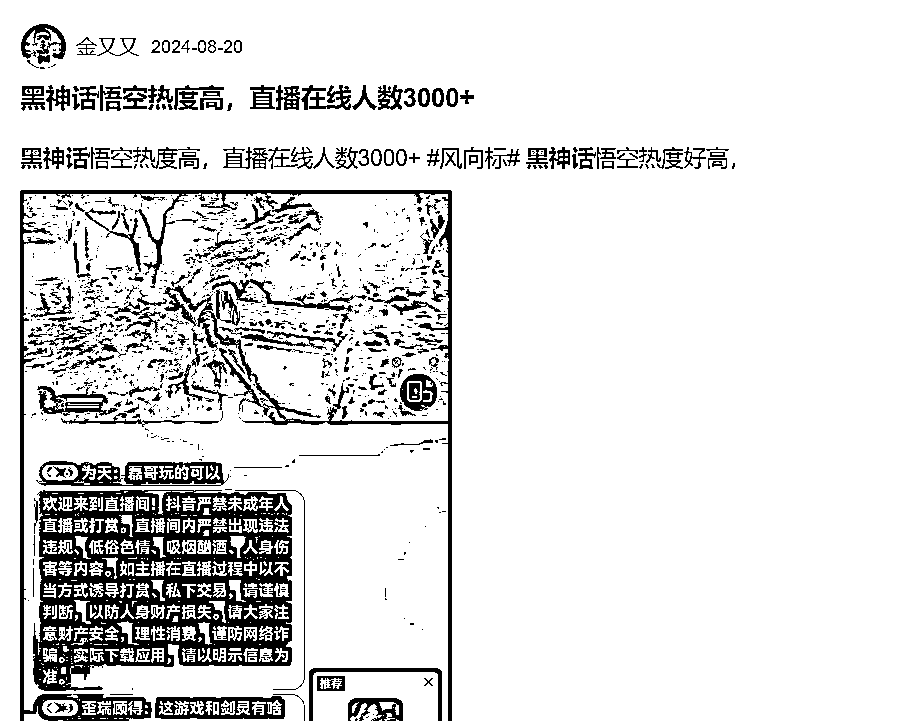 金又又 2024-08-20
黑神话悟空热度高，直播在线人数3000+
黑神话悟空热度高，直播在线人数3000+ #风向标# 黑神话悟空热度好高，
为天：磊哥玩的可以
欢迎来到直播间！抖音严禁未成年人
直播或打赏。直播间内严禁出现违法
违规、低俗色情、吸烟酗酒、人身伤
害等内容。如主播在直播过程中以不
当方式诱导打赏、私下交易，请谨慎
判断，以防人身财产损失。请大家注
意财产安全，理性消费，谨防网络诈
骗。实际下载应用，请以明示信息为
准。
推荐
歪瑞顾得：这游戏和剑灵有啥